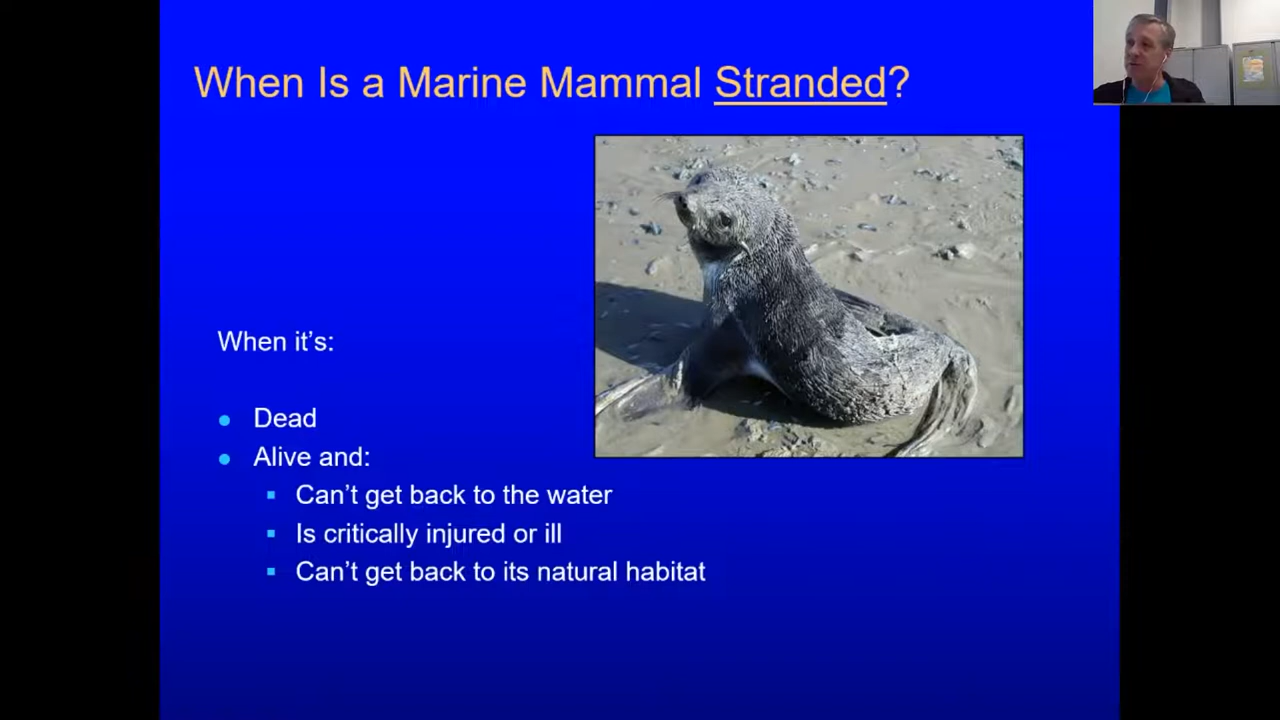 When Is a Marine Mammal Stranded?
When it's:
Dead
Alive and:
Can't get back to the water
Is critically injured or ill
Can't get back to its natural habitat